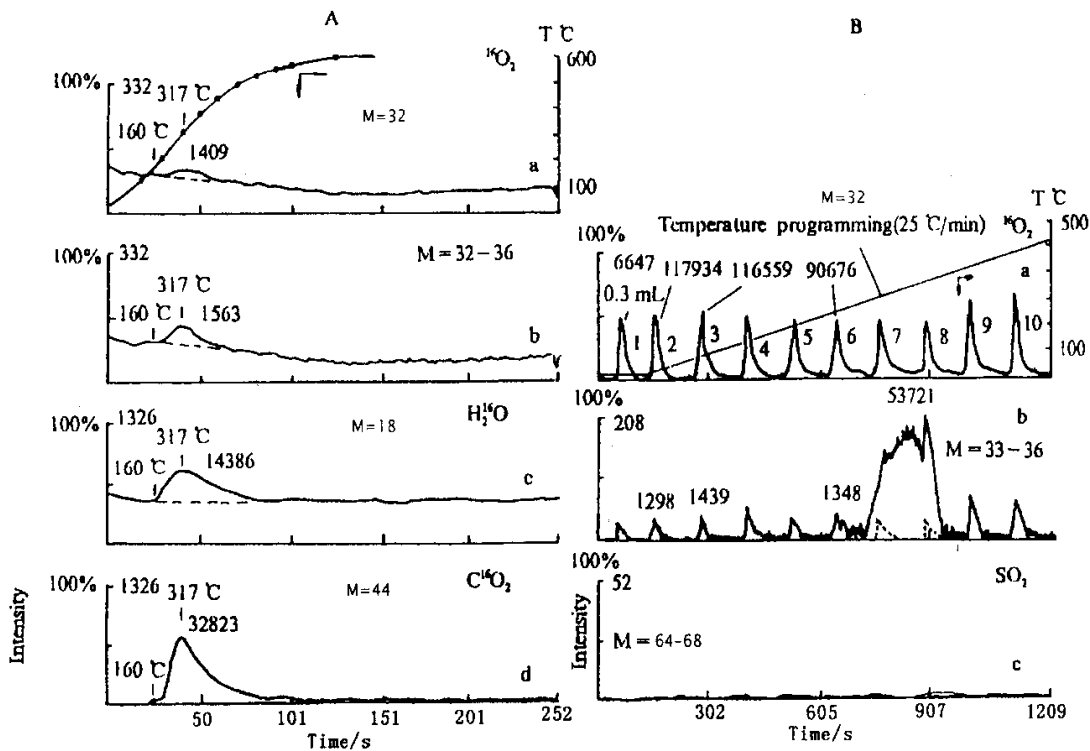 A
¹⁶O₂
T ℃
600
100%
332
317 ℃
160 ℃
M=32
1409
a
100
100%
332
M=32-36
317 ℃
160 ℃
1563
b
100%
1326
H₂¹⁶O
317 ℃
M=18
160 ℃
14386
c
100%
1326
C¹⁶O₂
317 ℃
M=44
32823
160 ℃
d
Intensity
50 101 151 201 252
Time/s
B
M=32
T ℃
Temperature programming(25 ℃/min)
¹⁶O₂
500
100%
6647 117934 116559 90676
a
0.3 mL
1 2 3 4 5 6 7 8 9 10
100
100%
53721
208
b
M=33-36
1298 1439 1348
100%
52
SO₂
M=64-68
c
Intensity
302 605 907 1209
Time/s